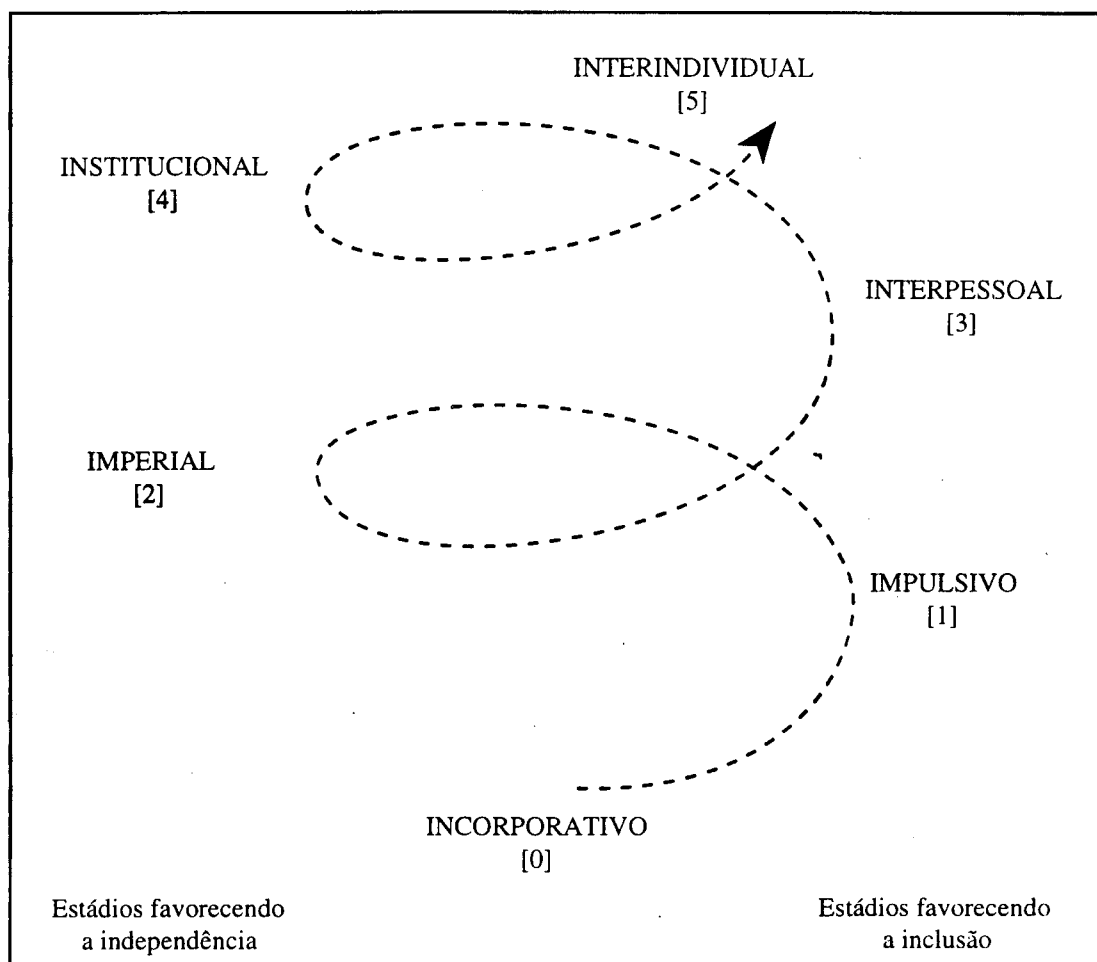 INTERINDIVIDUAL
[5]
INSTITUCIONAL
[4]
INTERPESSOAL
[3]
IMPERIAL
[2]
IMPULSIVO
[1]
INCORPORATIVO
[0]
Estádios favorecendo
a independência
Estádios favorecendo
a inclusão